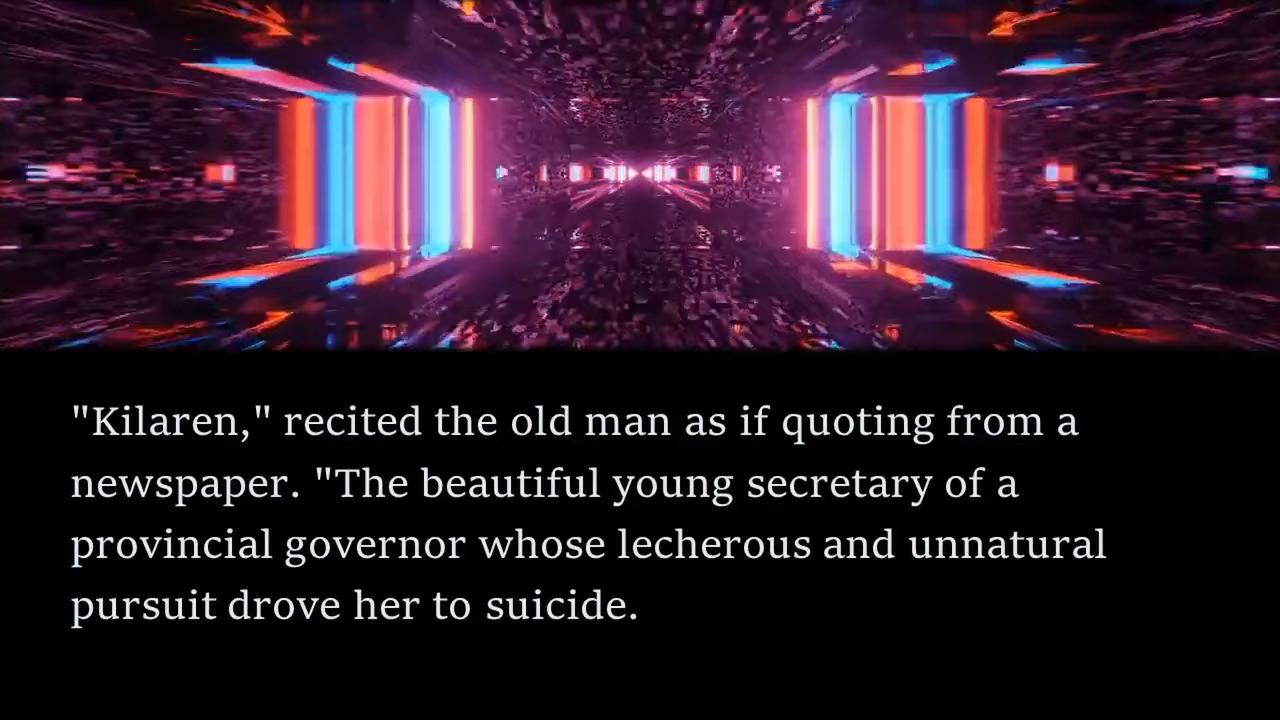 "Kilaren," recited the old man as if quoting from a
newspaper. "The beautiful young secretary of a
provincial governor whose lecherous and unnatural
pursuit drove her to suicide.